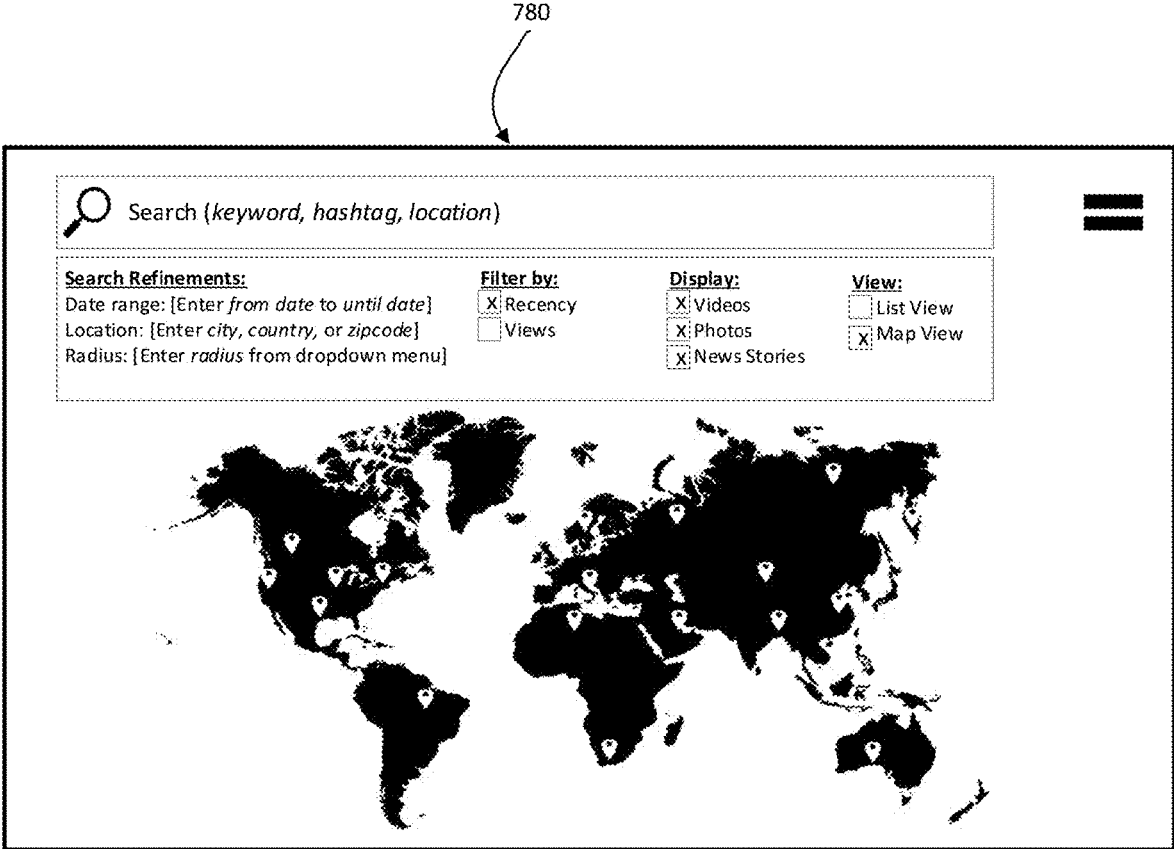 780
Search (keyword, hashtag, location)
Search Refinements:
Date range: [Enter from date to until date]
Location: [Enter city, country, or zipcode]
Radius: [Enter radius from dropdown menu]
Filter by:
X Recency
Views
Display:
X Videos
X Photos
X News Stories
View:
List View
X Map View